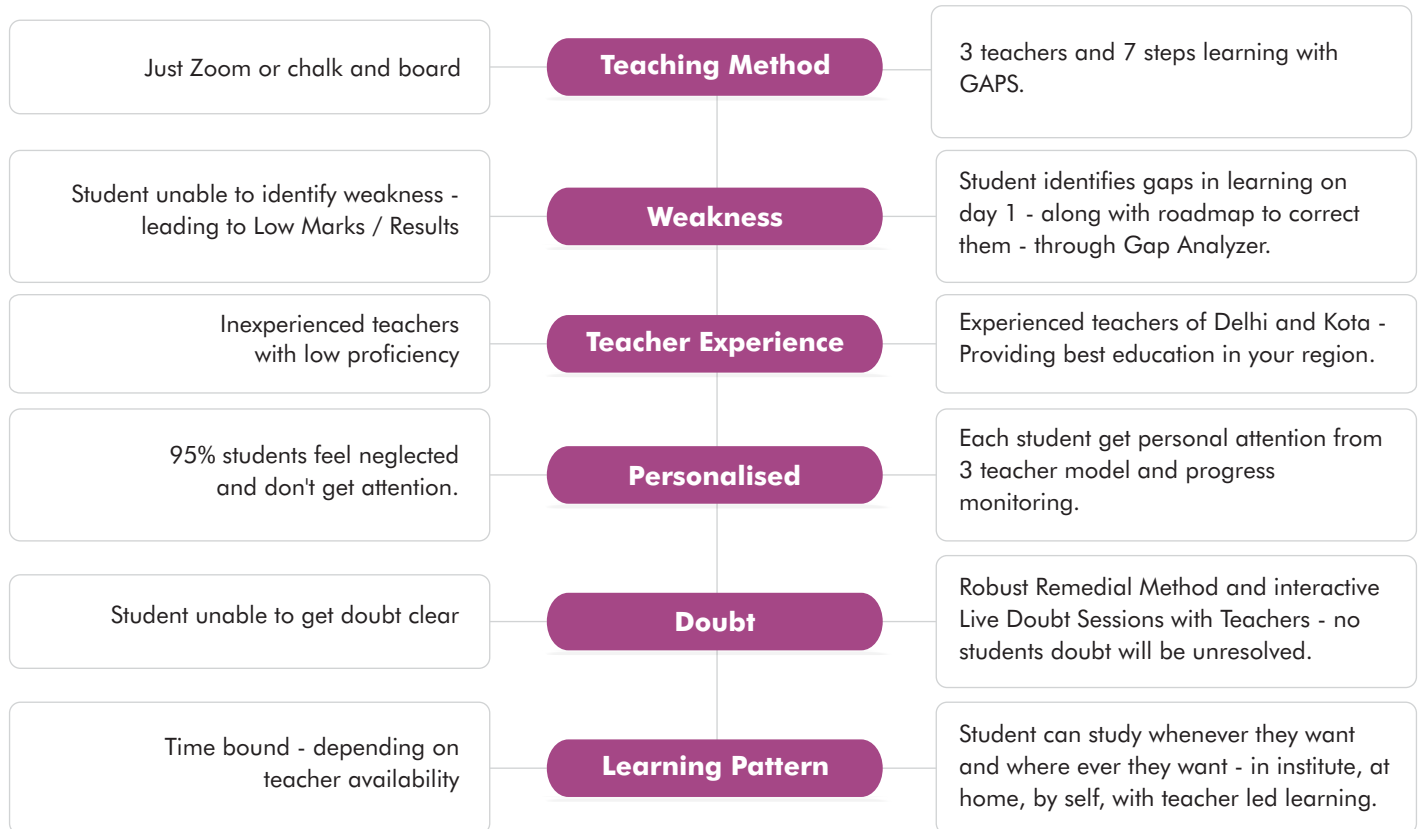 Just Zoom or chalk and board
Teaching Method
3 teachers and 7 steps learning with
GAPS.
Student unable to identify weakness -
leading to Low Marks / Results
Weakness
Student identifies gaps in learning on
day 1 - along with roadmap to correct
them - through Gap Analyzer.
Inexperienced teachers
with low proficiency
Teacher Experience
Experienced teachers of Delhi and Kota -
Providing best education in your region.
95% students feel neglected
and don't get attention.
Personalised
Each student get personal attention from
3 teacher model and progress
monitoring.
Student unable to get doubt clear
Doubt
Robust Remedial Method and interactive
Live Doubt Sessions with Teachers - no
students doubt will be unresolved.
Time bound - depending on
teacher availability
Learning Pattern
Student can study whenever they want
and where ever they want - in institute, at
home, by self, with teacher led learning.